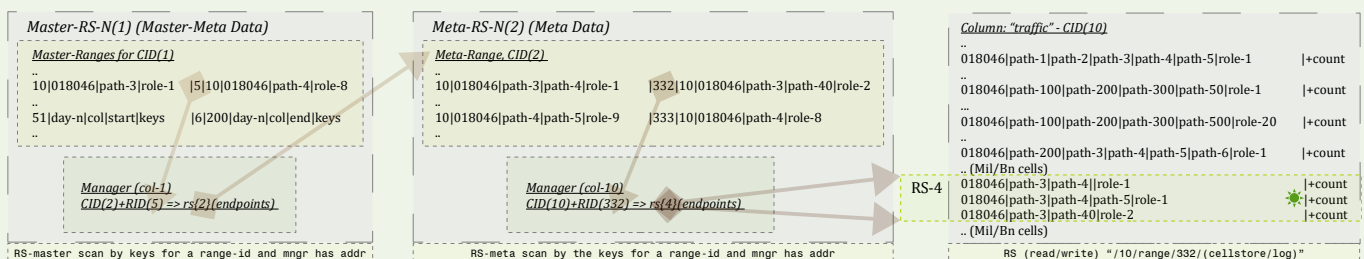 Master-RS-N(1) (Master-Meta Data)
Master-Ranges for CID(1)
..
10|018046|path-3|role-1 |5|10|018046|path-4|role-8
..
51|day-n|col|start|keys |6|200|day-n|col|end|keys
..
Manager (col-1)
CID(2)+RID(5) => rs{2}(endpoints)
RS-master scan by keys for a range-id and mngr has addr
Meta-RS-N(2) (Meta Data)
Meta-Range, CID(2)
..
10|018046|path-3|path-4|role-1 |332|10|018046|path-3|path-40|role-2
..
10|018046|path-4|path-5|role-9 |333|10|018046|path-4|role-8
..
Manager (col-10)
CID(10)+RID(332) => rs{4}(endpoints)
RS-meta scan by the keys for a range-id and mngr has addr
Column: “traffic” - CID(10)
..
018046|path-1|path-2|path-3|path-4|path-5|role-1 |+count
..
018046|path-100|path-200|path-300|path-50|role-1 |+count
...
018046|path-100|path-200|path-300|path-500|role-20 |+count
..
018046|path-200|path-3|path-4|path-5|path-6|role-1 |+count
.. (Mil/Bn cells)
RS-4
018046|path-3|path-4||role-1 |+count
018046|path-3|path-4|path-5|role-1 |+count
018046|path-3|path-40|role-2 |+count
.. (Mil/Bn cells)
RS (read/write) “/10/range/332/(cellstore/log)”